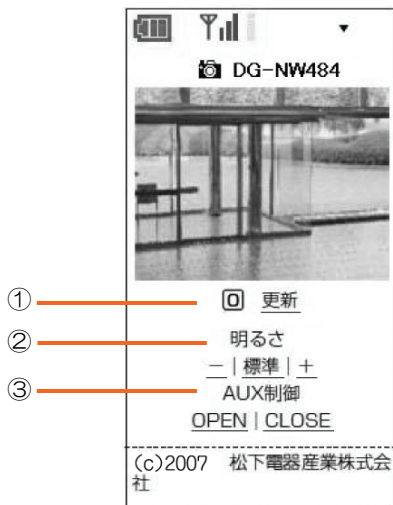 DG-NW484
① 0 更新
② 明るさ
－｜標準｜＋
③ AUX制御
OPEN｜CLOSE
(c)2007 松下電器産業株式会
社